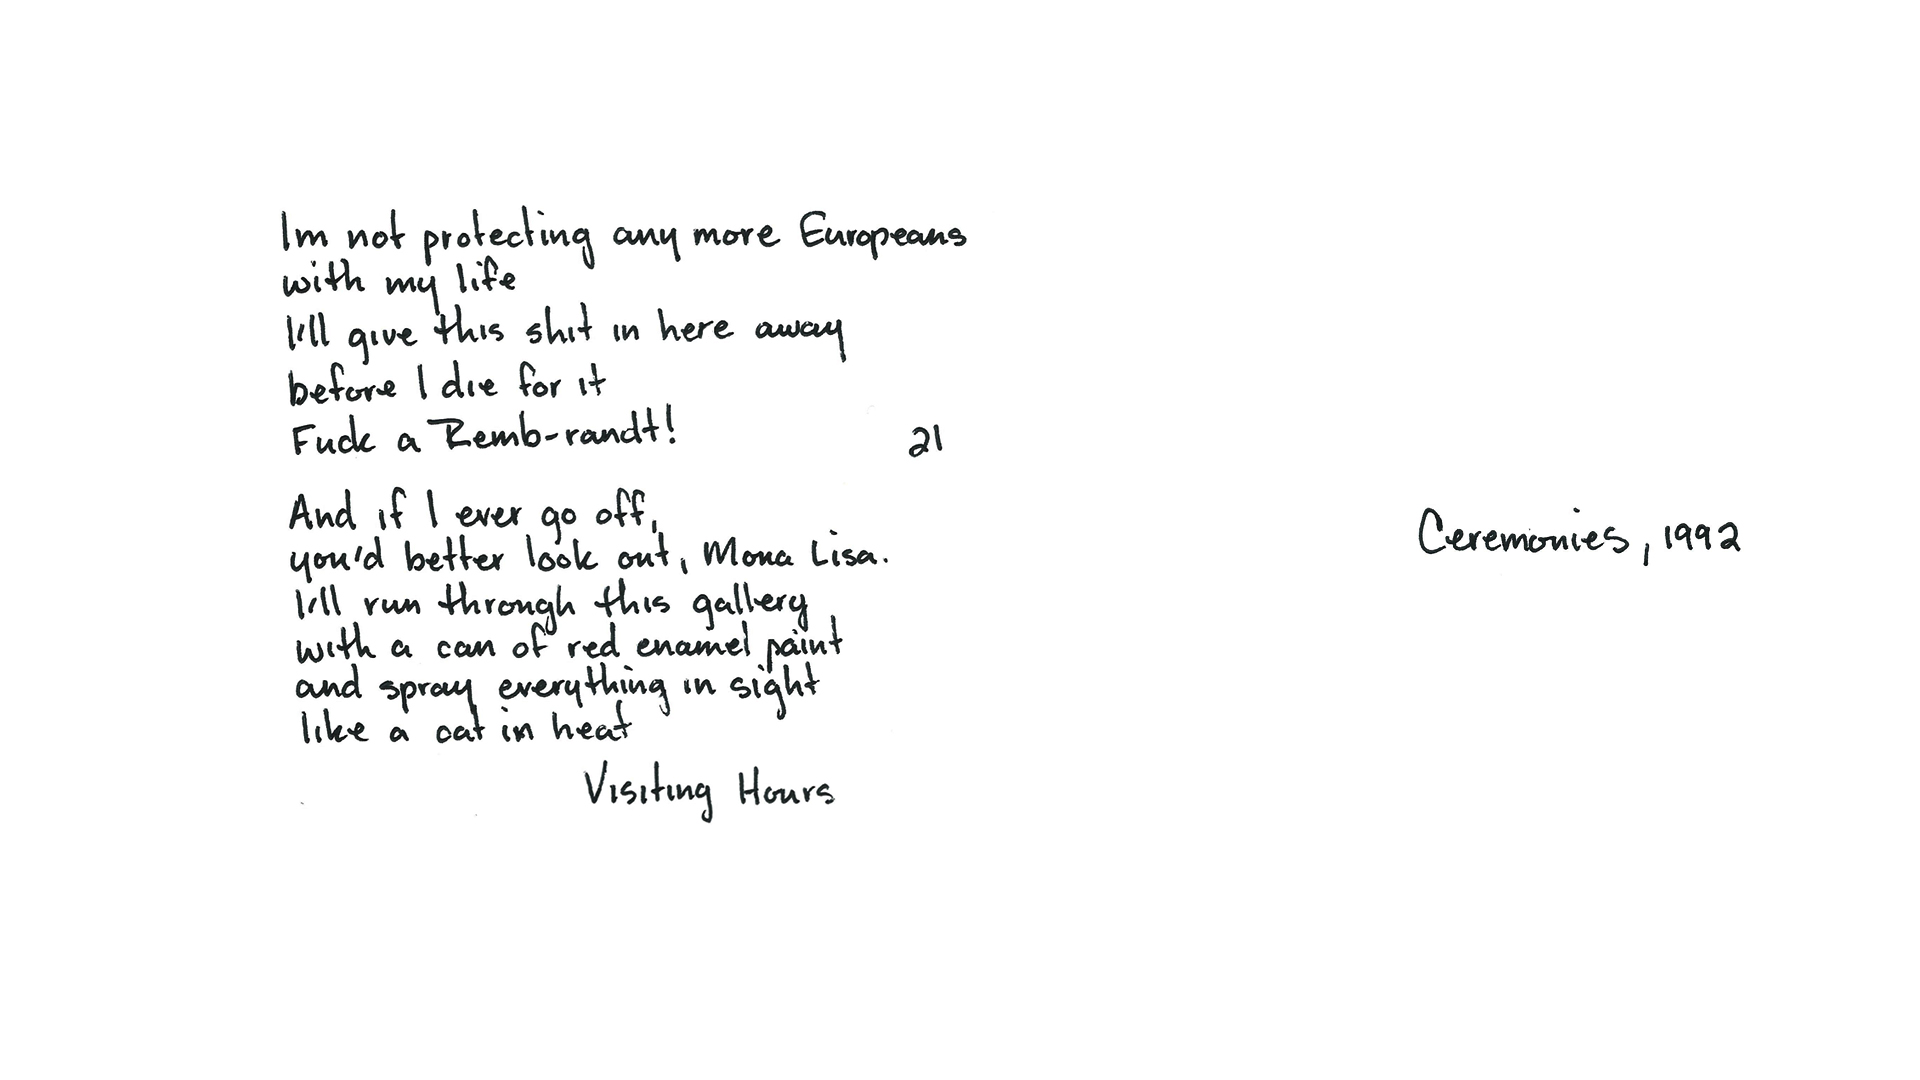 Im not protecting any more Europeans
with my life
I'll give this shit in here away
before I die for it
Fuck a Remb-randt!
21
And if I ever go off,
you'd better look out, Mona Lisa.
I'll run through this gallery
with a can of red enamel paint
and spray everything in sight
like a cat in heat
Visiting Hours
Ceremonies, 1992